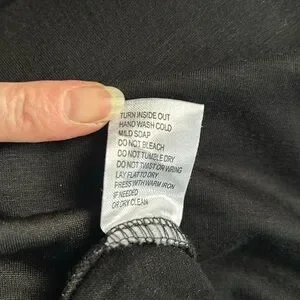 TURN INSIDE OUT
HAND WASH COLD
MILD SOAP
DO NOT BLEACH
DO NOT TUMBLE DRY
DO NOT TWIST OR WRING
LAY FLAT TO DRY
PRESS WITH WARM IRON
IF NEEDED
OR DRY CLEAN